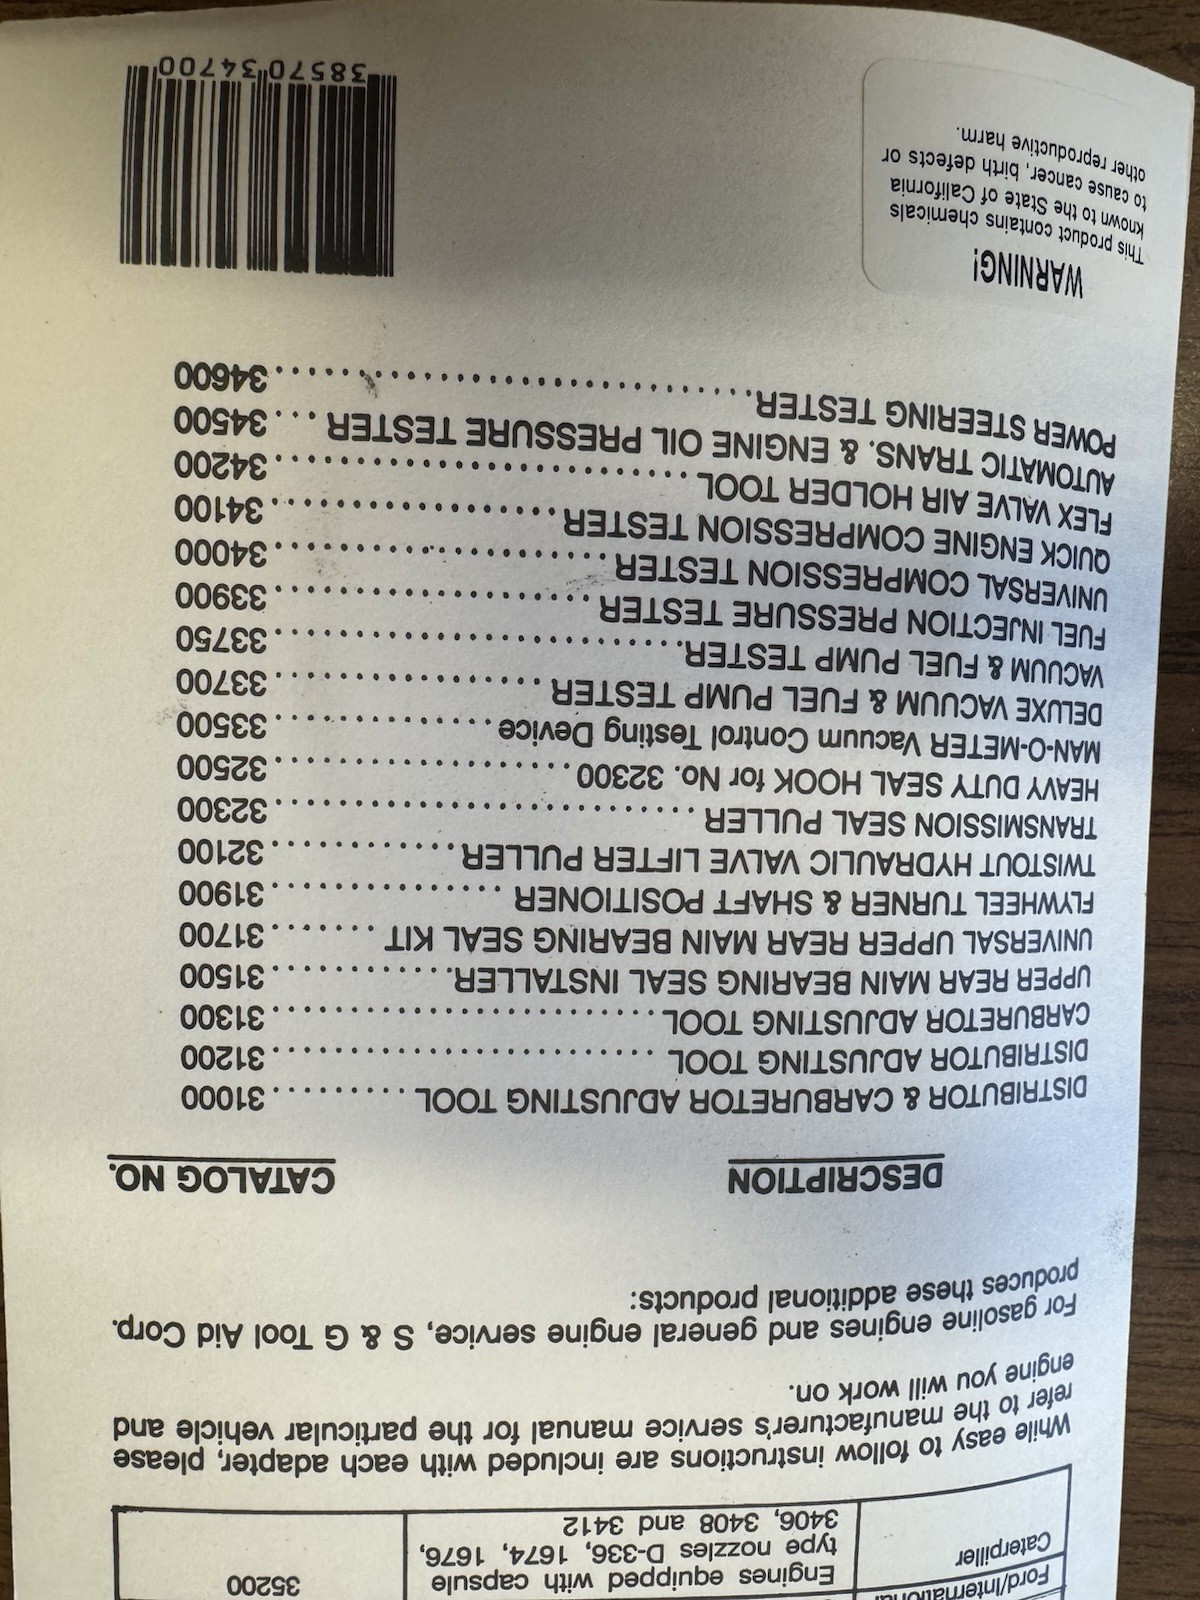 Ford/International
Engines equipped with capsule
35200
Caterpiller
type nozzles D-336, 1674, 1676,
3406, 3408 and 3412
While easy to follow instructions are included with each adapter, please
refer to the manufacturer's service manual for the particular vehicle and
engine you will work on.
For gasoline engines and general engine service, S & G Tool Aid Corp.
produces these additional products:
DESCRIPTION CATALOG NO.
DISTRIBUTOR & CARBURETOR ADJUSTING TOOL .......... 31000
DISTRIBUTOR ADJUSTING TOOL ............................ 31200
CARBURETOR ADJUSTING TOOL ............................ 31300
UPPER REAR MAIN BEARING SEAL INSTALLER ............. 31500
UNIVERSAL UPPER REAR MAIN BEARING SEAL KIT ....... 31700
FLYWHEEL TURNER & SHAFT POSITIONER ................. 31900
TWISTOUT HYDRAULIC VALVE LIFTER PULLER ............. 32100
TRANSMISSION SEAL PULLER ............................... 32300
HEAVY DUTY SEAL HOOK for No. 32300 .................... 32500
MAN-O-METER Vacuum Control Testing Device ................ 33500
DELUXE VACUUM & FUEL PUMP TESTER ................... 33700
VACUUM & FUEL PUMP TESTER ............................ 33750
FUEL INJECTION PRESSURE TESTER ...................... 33900
UNIVERSAL COMPRESSION TESTER ........................ 34000
QUICK ENGINE COMPRESSION TESTER .................... 34100
FLEX VALVE AIR HOLDER TOOL ............................ 34200
AUTOMATIC TRANS. & ENGINE OIL PRESSURE TESTER ... 34500
POWER STEERING TESTER ................................. 34600
WARNING!
This product contains chemicals
known to the State of California
to cause cancer, birth defects or
other reproductive harm.
38570 34700